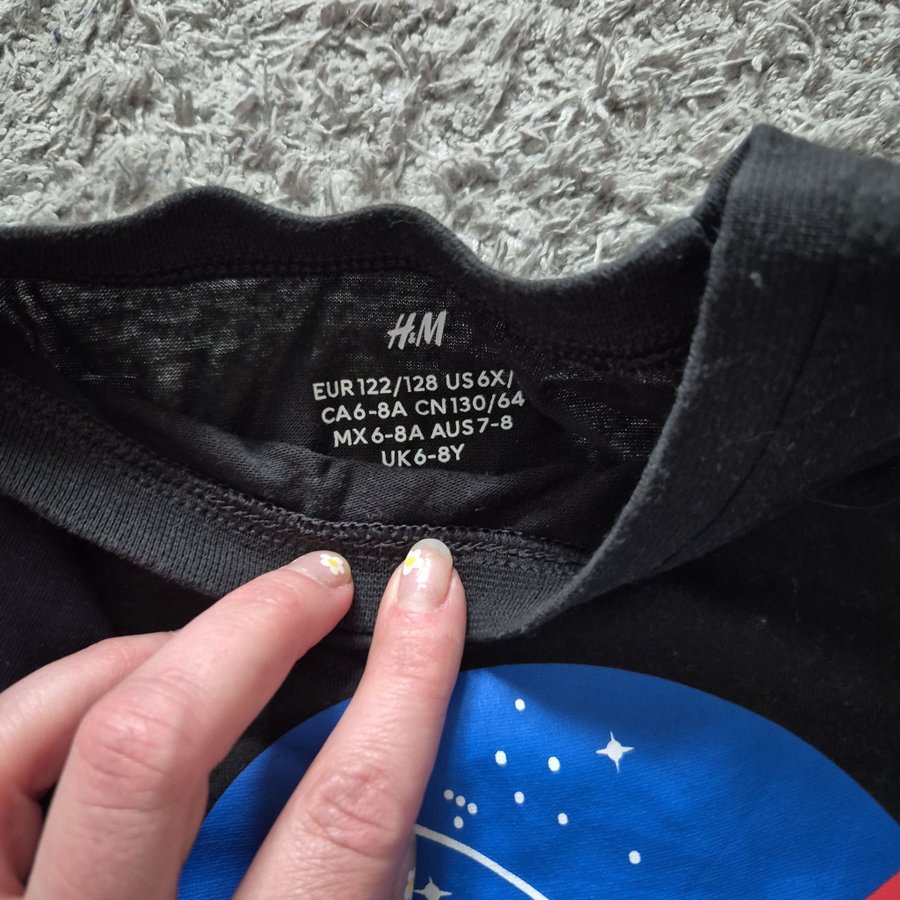 H&M
EUR 122/128 US 6X/
CA 6-8A CN 130/64
MX 6-8A AUS 7-8
UK 6-8Y